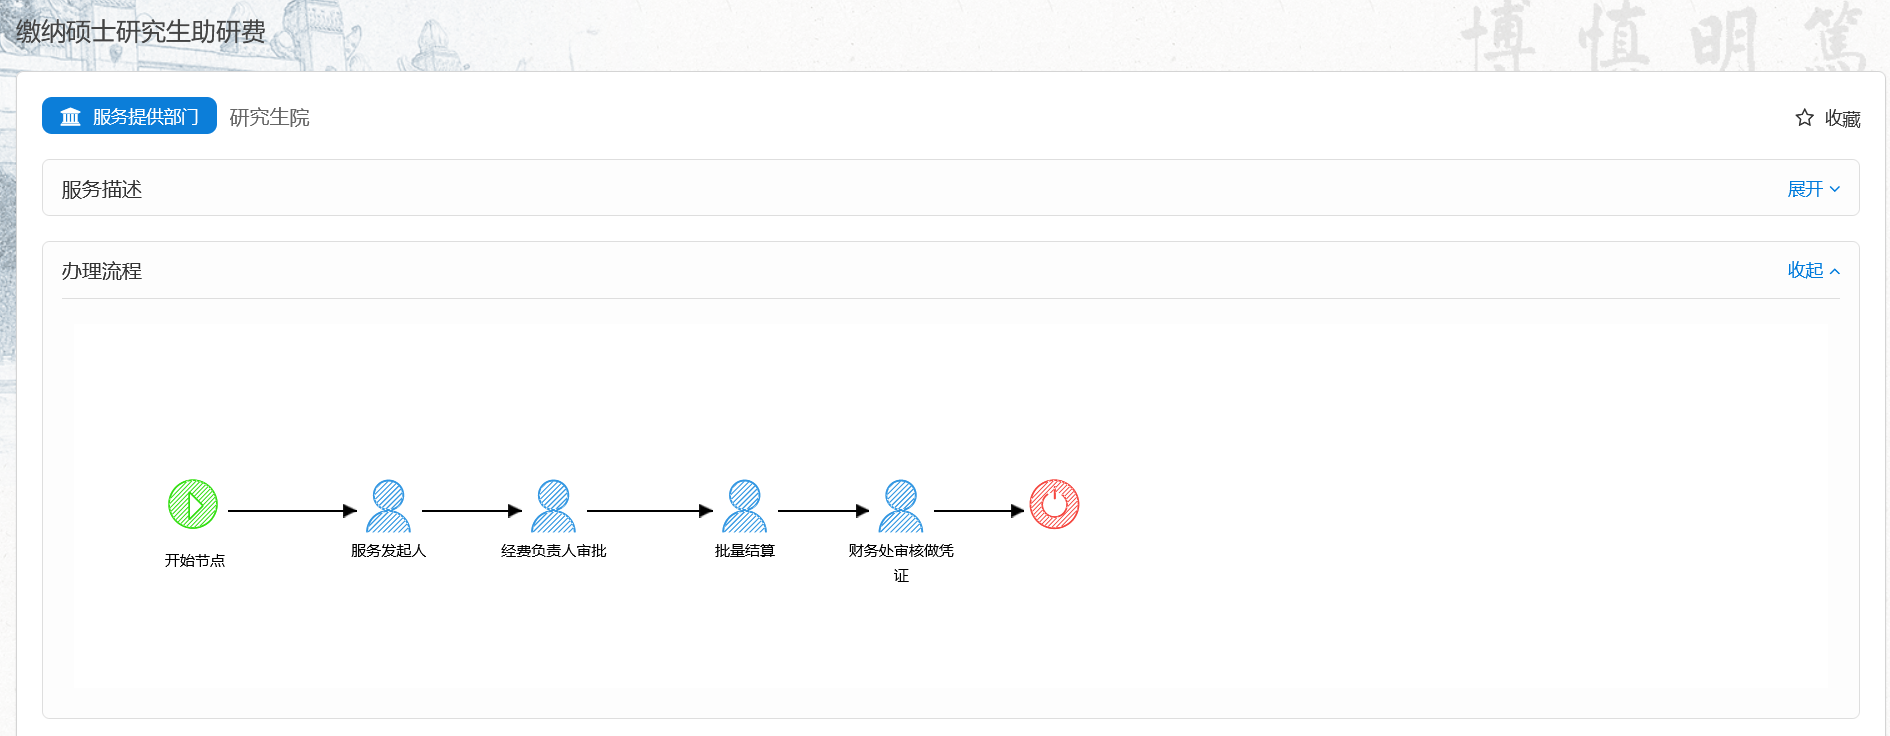 缴纳硕士研究生助研费
博慎明篤
服务提供部门 研究生院
收藏
服务描述
展开
办理流程
收起
开始节点
服务发起人
经费负责人审批
批量结算
财务处审核做凭
证